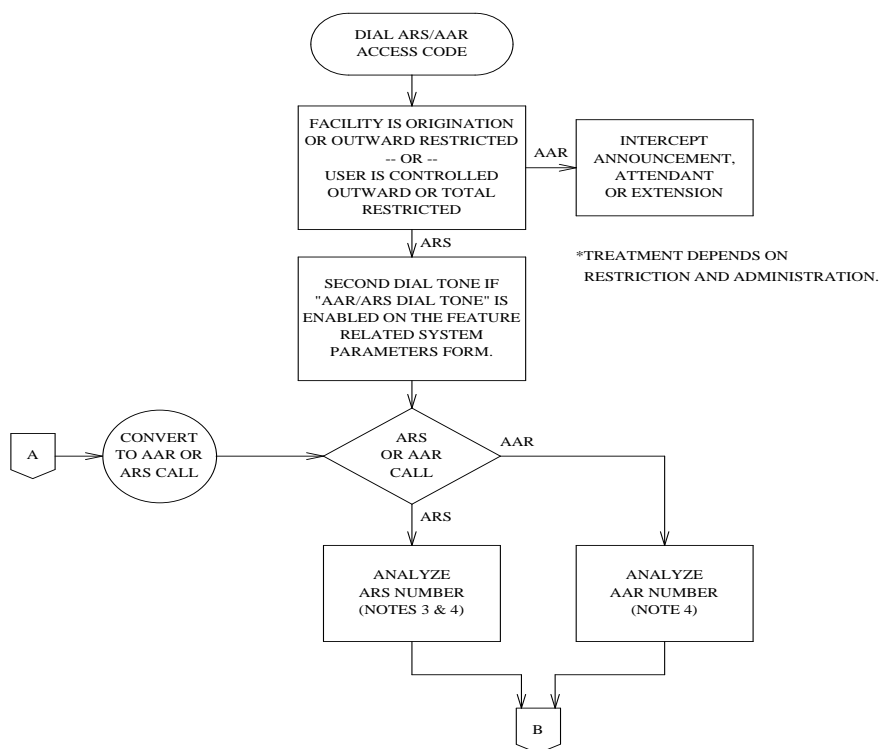 DIAL ARS/AAR
ACCESS CODE
FACILITY IS ORIGINATION
OR OUTWARD RESTRICTED
-- OR --
USER IS CONTROLLED
OUTWARD OR TOTAL
RESTRICTED
AAR
INTERCEPT
ANNOUNCEMENT,
ATTENDANT
OR EXTENSION
ARS
*TREATMENT DEPENDS ON
RESTRICTION AND ADMINISTRATION.
SECOND DIAL TONE IF
"AAR/ARS DIAL TONE" IS
ENABLED ON THE FEATURE
RELATED SYSTEM
PARAMETERS FORM.
A
CONVERT
TO AAR OR
ARS CALL
ARS
OR AAR
CALL
AAR
ARS
ANALYZE
ARS NUMBER
(NOTES 3 & 4)
ANALYZE
AAR NUMBER
(NOTE 4)
B